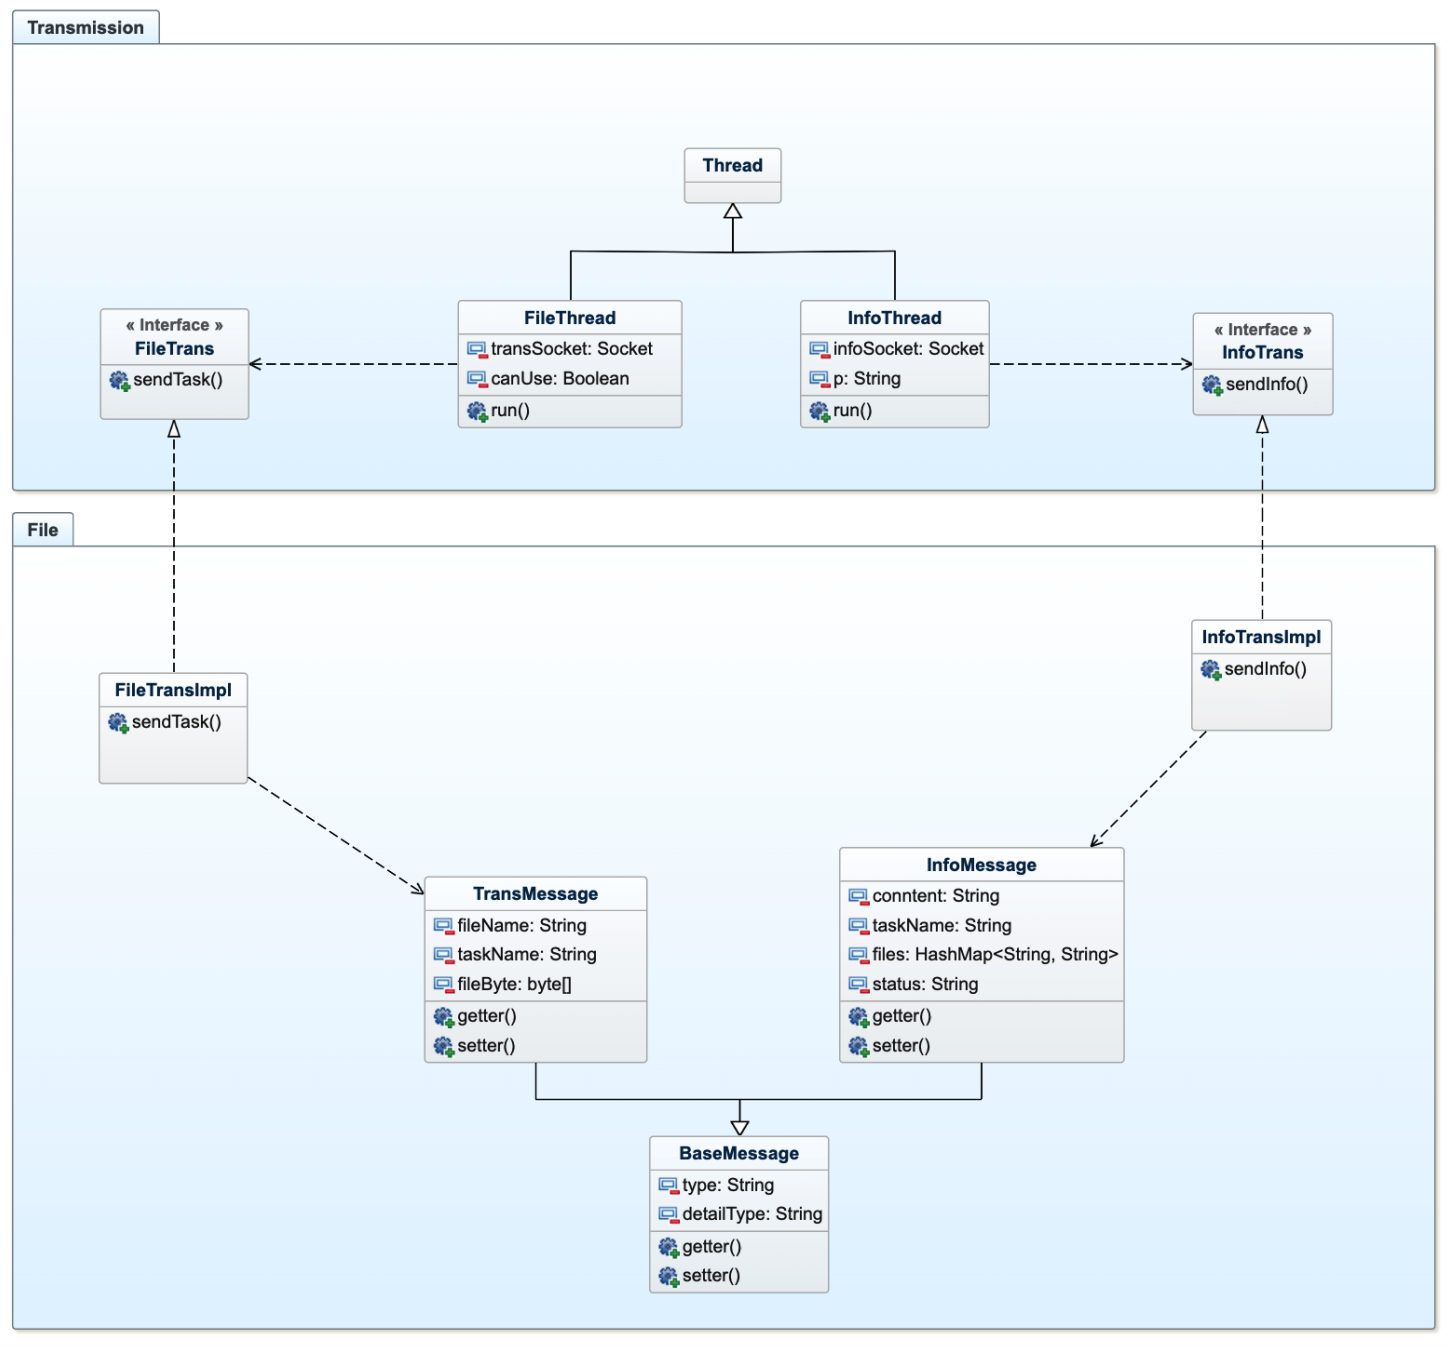 Transmission
Thread
« Interface »
FileTrans
sendTask()
FileThread
transSocket: Socket
canUse: Boolean
run()
InfoThread
infoSocket: Socket
p: String
run()
« Interface »
InfoTrans
sendInfo()
File
FileTransImpl
sendTask()
InfoTransImpl
sendInfo()
TransMessage
fileName: String
taskName: String
fileByte: byte[]
getter()
setter()
InfoMessage
conntent: String
taskName: String
files: HashMap<String, String>
status: String
getter()
setter()
BaseMessage
type: String
detailType: String
getter()
setter()